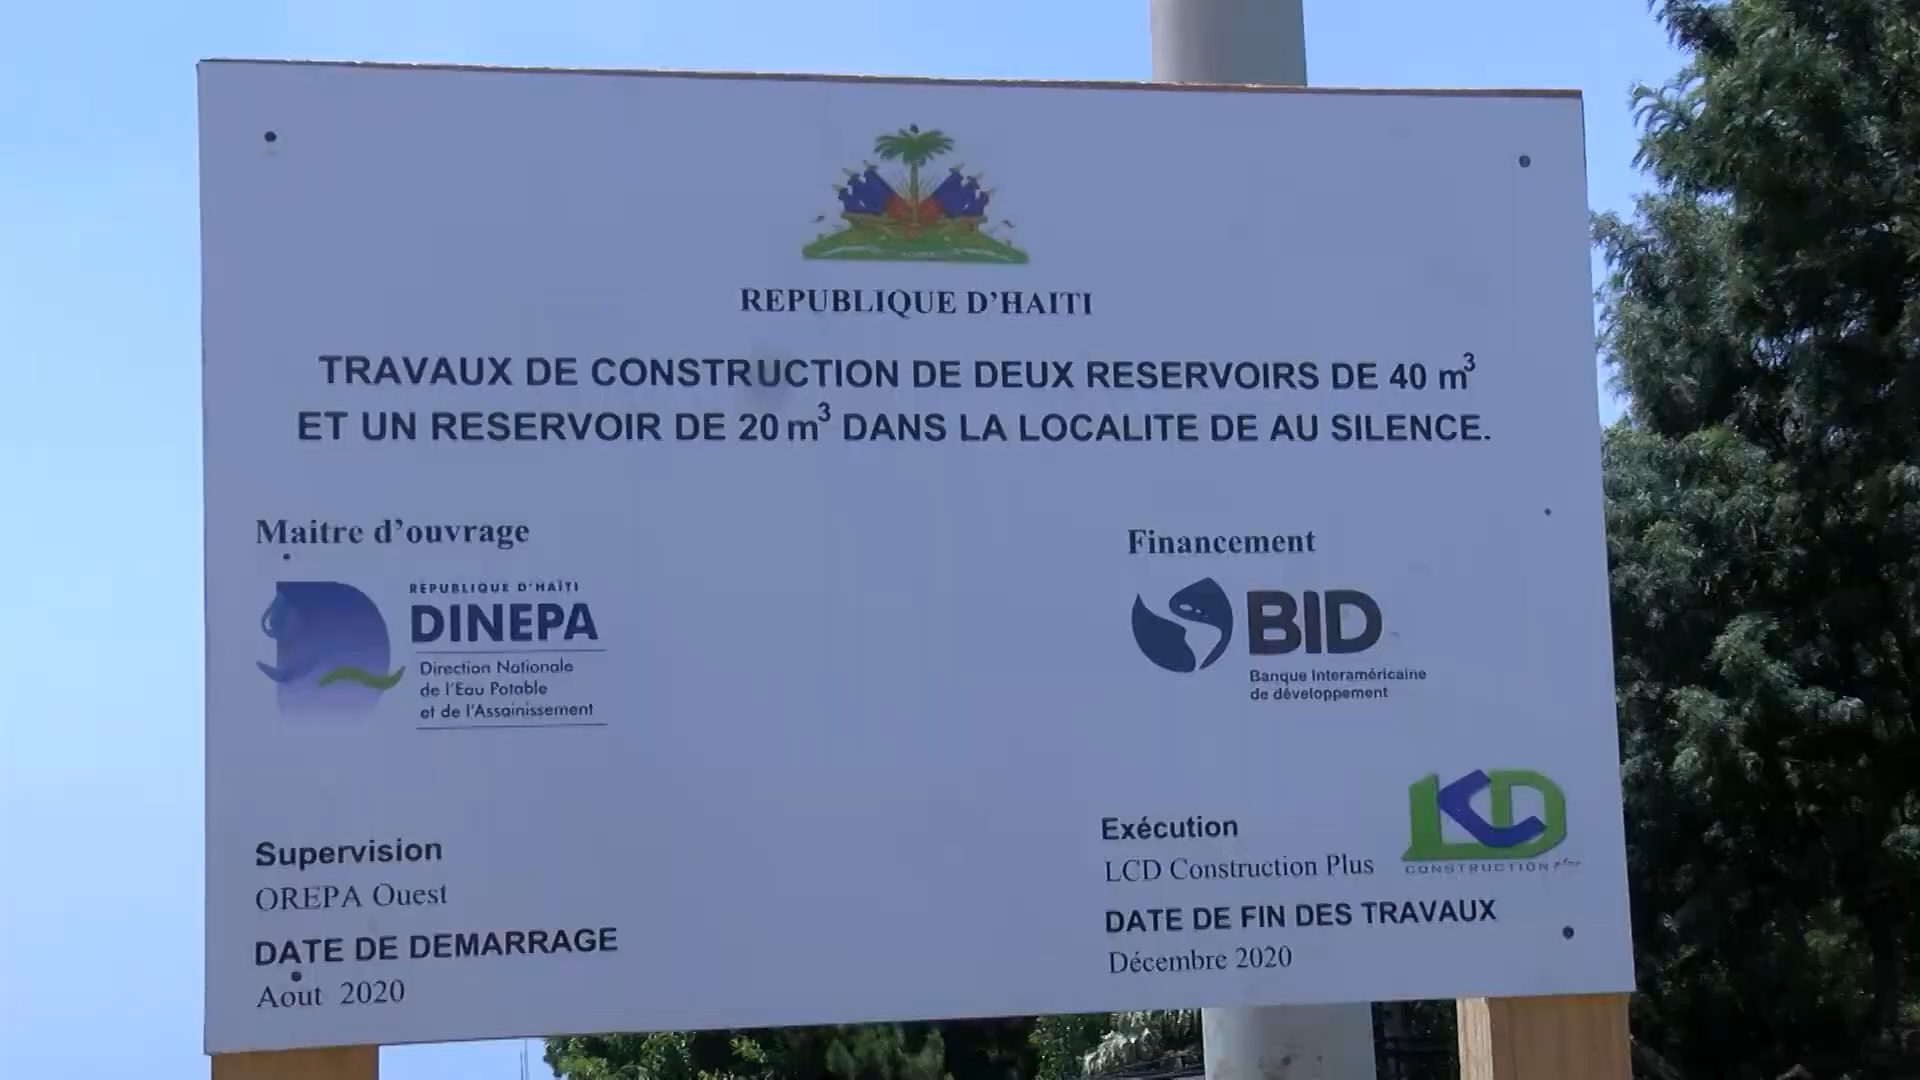 REPUBLIQUE D'HAITI
TRAVAUX DE CONSTRUCTION DE DEUX RESERVOIRS DE 40 m³
ET UN RESERVOIR DE 20 m³ DANS LA LOCALITE DE AU SILENCE.
Maitre d'ouvrage
REPUBLIQUE D'HAÏTI
DINEPA
Direction Nationale
de l'Eau Potable
et de l'Assainissement
Financement
BID
Banque Interaméricaine
de développement
Supervision
OREPA Ouest
DATE DE DEMARRAGE
Aout 2020
Exécution
LCD Construction Plus
LCD
CONSTRUCTION plus
DATE DE FIN DES TRAVAUX
Décembre 2020